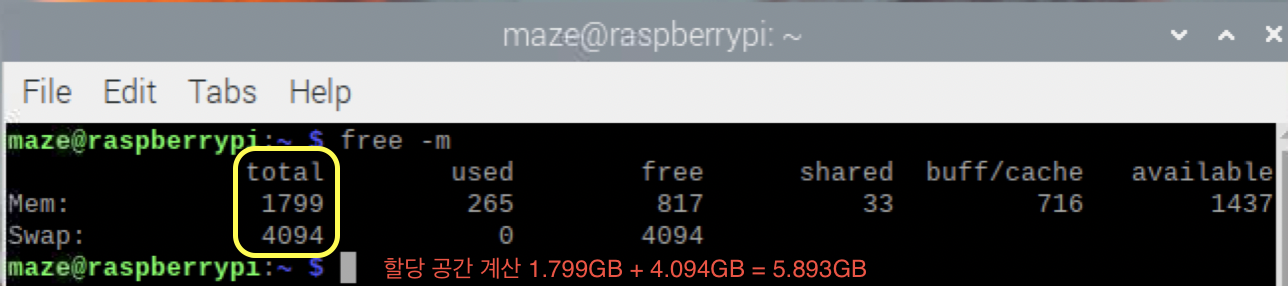 maze@raspberrypi: ~
File Edit Tabs Help
maze@raspberrypi:~ $ free -m
total used free shared buff/cache available
Mem: 1799 265 817 33 716 1437
Swap: 4094 0 4094
maze@raspberrypi:~ $ 할당 공간 계산 1.799GB + 4.094GB = 5.893GB